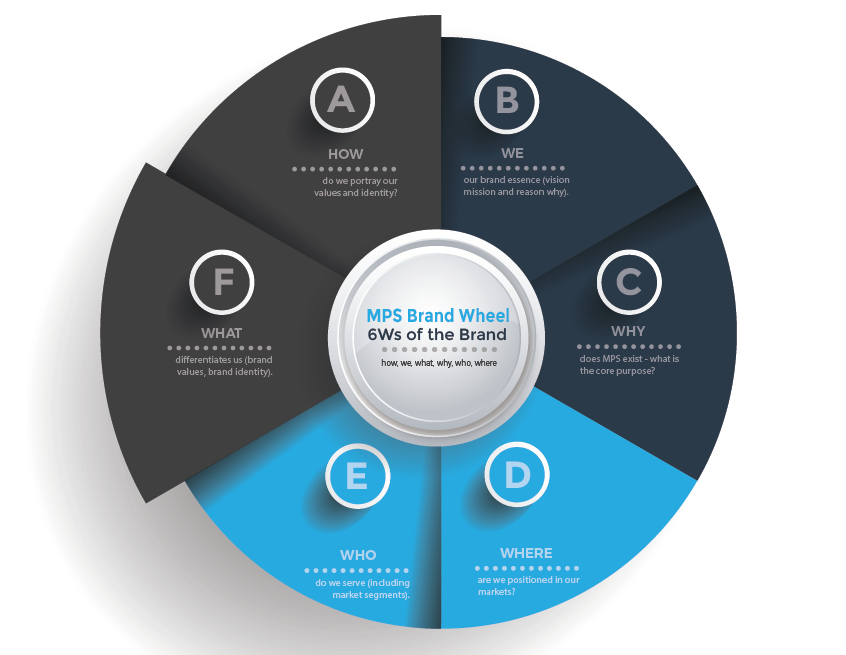 A
HOW
do we portray our
values and identity?
B
WE
our brand essence (vision
mission and reason why).
C
WHY
does MPS exist - what is
the core purpose?
D
WHERE
are we positioned in our
markets?
E
WHO
do we serve (including
market segments).
F
WHAT
differentiates us (brand
values, brand identity).
MPS Brand Wheel
6Ws of the Brand
how, we, what, why, who, where